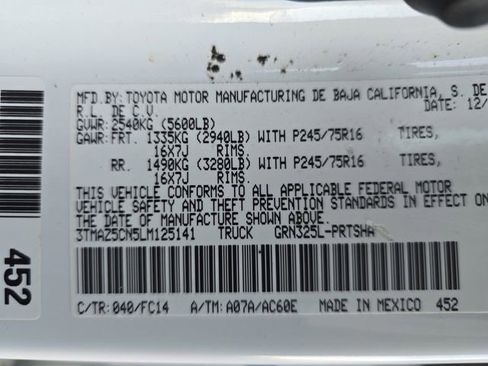 MFD.BY:TOYOTA MOTOR MANUFACTURING DE BAJA CALIFORNIA, S. DE
R.L. DE C.V. DATE: 12/
GVWR:2540KG (5600LB)
GAWR:FRT. 1335KG (2940LB) WITH P245/75R16 TIRES,
16X7J RIMS.
RR. 1490KG (3280LB) WITH P245/75R16 TIRES,
16X7J RIMS.
THIS VEHICLE CONFORMS TO ALL APPLICABLE FEDERAL MOTOR
VEHICLE SAFETY AND THEFT PREVENTION STANDARDS IN EFFECT ON
THE DATE OF MANUFACTURE SHOWN ABOVE.
3TMAZ5CN5LM125141 TRUCK GRN325L-PRTSHA
C/TR:040/FC14 A/TM:A07A/AC60E MADE IN MEXICO 452
452